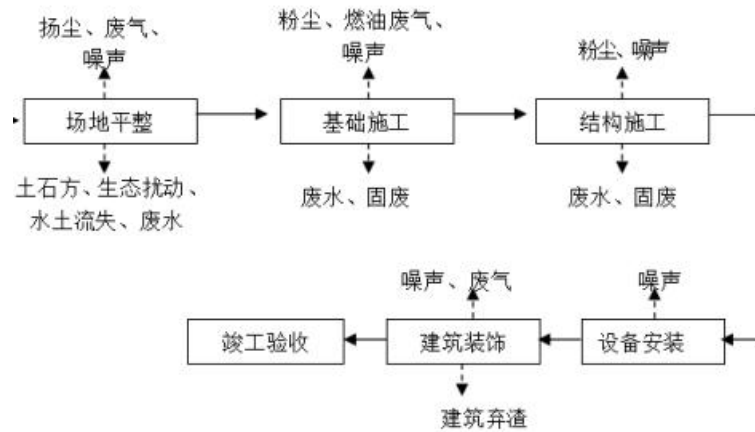 扬尘、废气、
噪声
粉尘、燃油废气、
噪声
粉尘、噪声
场地平整
基础施工
结构施工
土石方、生态扰动、
水土流失、废水
废水、固废
废水、固废
噪声、废气
噪声
竣工验收
建筑装饰
设备安装
建筑弃渣